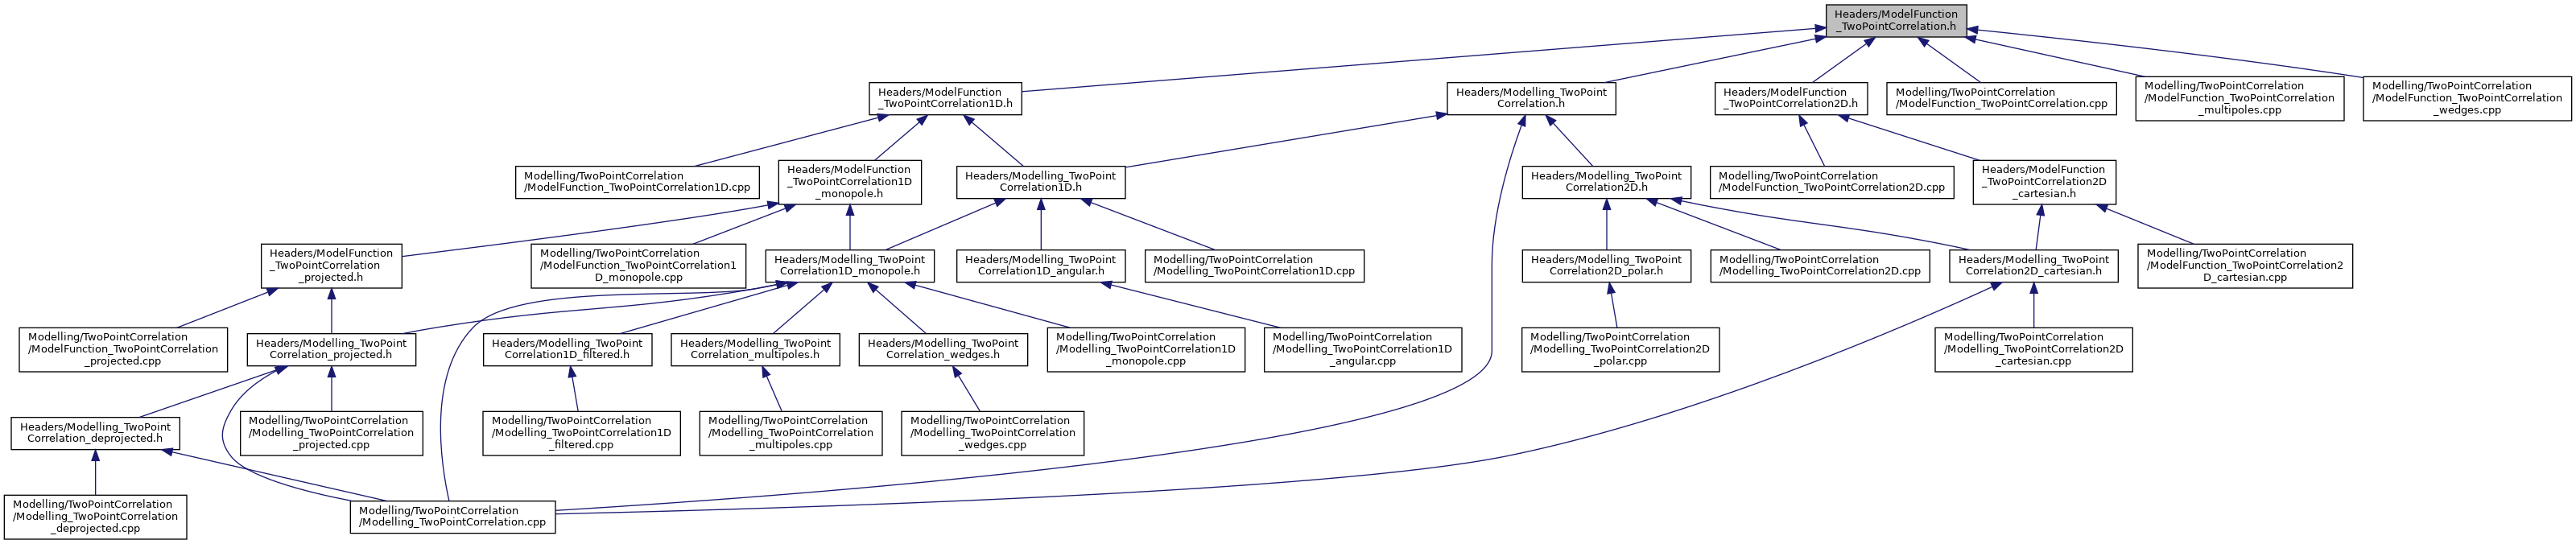 Headers/ModelFunction
_TwoPointCorrelation.h
Headers/ModelFunction
_TwoPointCorrelation1D.h
Headers/Modelling_TwoPoint
Correlation.h
Headers/ModelFunction
_TwoPointCorrelation2D.h
Modelling/TwoPointCorrelation
/ModelFunction_TwoPointCorrelation.cpp
Modelling/TwoPointCorrelation
/ModelFunction_TwoPointCorrelation
_multipoles.cpp
Modelling/TwoPointCorrelation
/ModelFunction_TwoPointCorrelation
_wedges.cpp
Modelling/TwoPointCorrelation
/ModelFunction_TwoPointCorrelation1D.cpp
Headers/ModelFunction
_TwoPointCorrelation1D
_monopole.h
Headers/Modelling_TwoPoint
Correlation1D.h
Headers/Modelling_TwoPoint
Correlation2D.h
Modelling/TwoPointCorrelation
/ModelFunction_TwoPointCorrelation2D.cpp
Headers/ModelFunction
_TwoPointCorrelation2D
_cartesian.h
Headers/ModelFunction
_TwoPointCorrelation
_projected.h
Modelling/TwoPointCorrelation
/ModelFunction_TwoPointCorrelation1
D_monopole.cpp
Headers/Modelling_TwoPoint
Correlation1D_monopole.h
Headers/Modelling_TwoPoint
Correlation1D_angular.h
Modelling/TwoPointCorrelation
/Modelling_TwoPointCorrelation1D.cpp
Headers/Modelling_TwoPoint
Correlation2D_polar.h
Modelling/TwoPointCorrelation
/Modelling_TwoPointCorrelation2D.cpp
Headers/Modelling_TwoPoint
Correlation2D_cartesian.h
Modelling/TwoPointCorrelation
/ModelFunction_TwoPointCorrelation2
D_cartesian.cpp
Modelling/TwoPointCorrelation
/ModelFunction_TwoPointCorrelation
_projected.cpp
Headers/Modelling_TwoPoint
Correlation_projected.h
Headers/Modelling_TwoPoint
Correlation1D_filtered.h
Headers/Modelling_TwoPoint
Correlation_multipoles.h
Headers/Modelling_TwoPoint
Correlation_wedges.h
Modelling/TwoPointCorrelation
/Modelling_TwoPointCorrelation1D
_monopole.cpp
Modelling/TwoPointCorrelation
/Modelling_TwoPointCorrelation1D
_angular.cpp
Modelling/TwoPointCorrelation
/Modelling_TwoPointCorrelation2D
_polar.cpp
Modelling/TwoPointCorrelation
/Modelling_TwoPointCorrelation2D
_cartesian.cpp
Headers/Modelling_TwoPoint
Correlation_deprojected.h
Modelling/TwoPointCorrelation
/Modelling_TwoPointCorrelation
_projected.cpp
Modelling/TwoPointCorrelation
/Modelling_TwoPointCorrelation1D
_filtered.cpp
Modelling/TwoPointCorrelation
/Modelling_TwoPointCorrelation
_multipoles.cpp
Modelling/TwoPointCorrelation
/Modelling_TwoPointCorrelation
_wedges.cpp
Modelling/TwoPointCorrelation
/Modelling_TwoPointCorrelation
_deprojected.cpp
Modelling/TwoPointCorrelation
/Modelling_TwoPointCorrelation.cpp